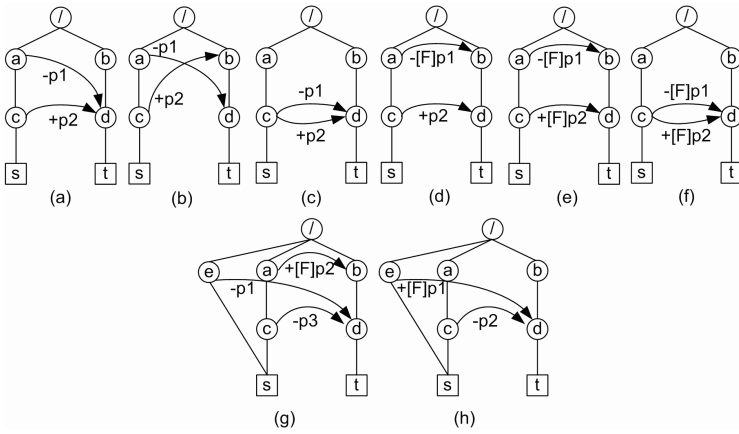 / / / / / /
a b a b a b a b a b a b
-p1 -p1 -[F]p1 -[F]p1
+p2 -p1 -[F]p1
c d c d c d c d c d c d
+p2 +p2 +p2 +[F]p2 +[F]p2
s t s t s t s t s t s t
(a) (b) (c) (d) (e) (f)
/ /
e a b e a b
+[F]p2
-p1 +[F]p1
c d c d
-p3 -p2
s t s t
(g) (h)